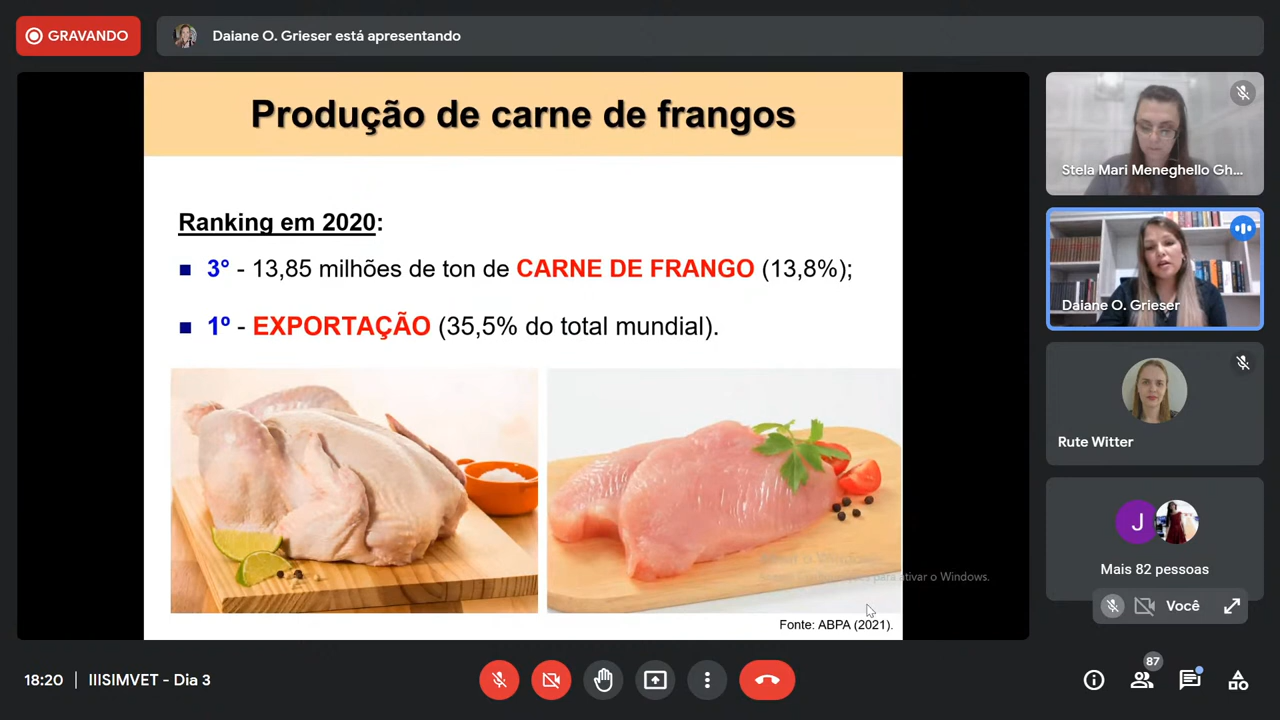 GRAVANDO
Daiane O. Grieser está apresentando
Produção de carne de frangos
Ranking em 2020:
3° - 13,85 milhões de ton de CARNE DE FRANGO (13,8%);
1º - EXPORTAÇÃO (35,5% do total mundial).
para ativar o Windows.
Fonte: ABPA (2021).
Stela Mari Meneghello Gh...
Daiane O. Grieser
Rute Witter
J
Mais 82 pessoas
Você
18:20 | IIISIMVET - Dia 3
87